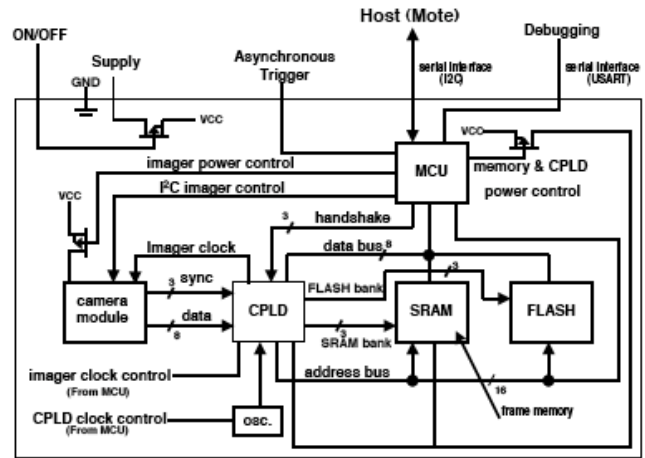 Host (Mote)
ON/OFF
Supply
GND
Asynchronous
Trigger
serial interface
(I2C)
Debugging
serial interface
(USART)
VCC
VCC
MCU
memory & CPLD
power control
imager power control
I²C imager control
VCC
3
handshake
data bus
8
Imager clock
3
sync
FLASH bank
3
camera
module
CPLD
SRAM
FLASH
data
8
3
SRAM bank
imager clock control
(From MCU)
address bus
16
CPLD clock control
(From MCU)
osc.
frame memory